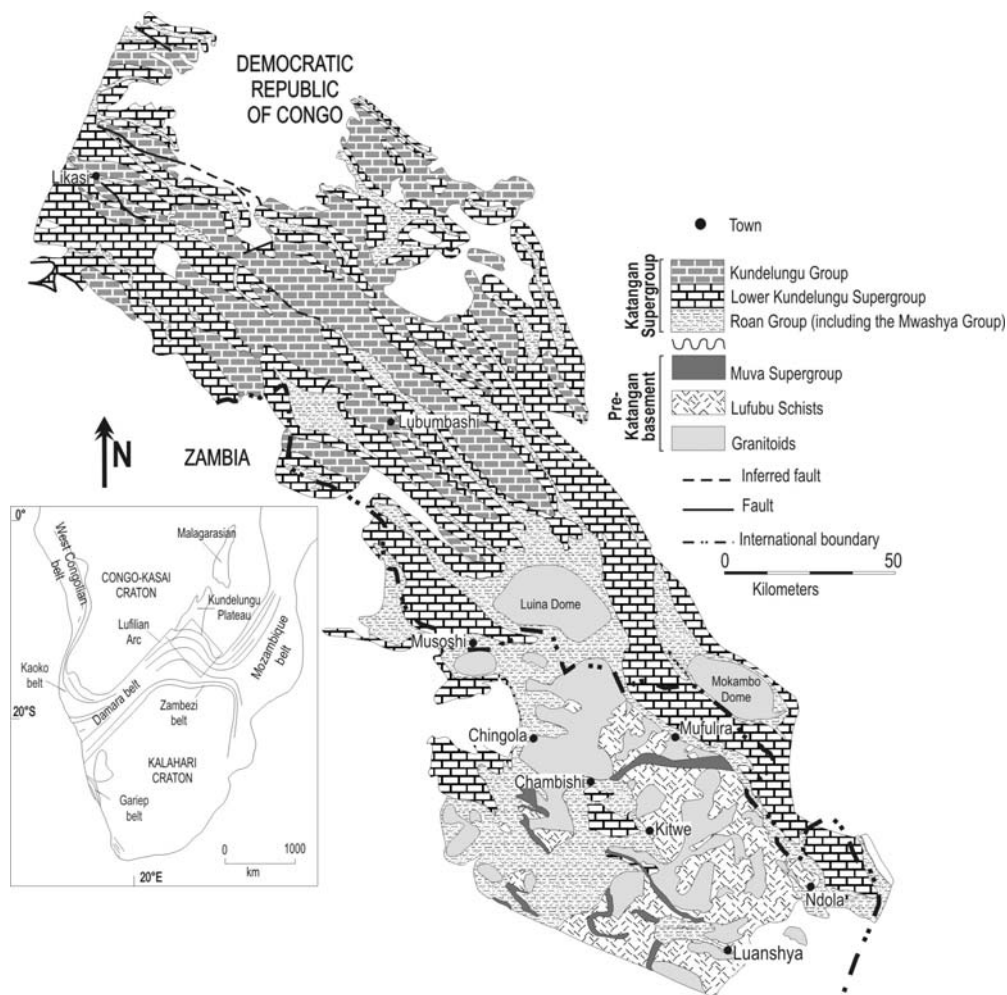 DEMOCRATIC
REPUBLIC
OF CONGO
Likasi
Lubumbashi
N
ZAMBIA
Luina Dome
Musoshi
Mokambo
Dome
Chingola
Mufulira
Chambishi
Kitwe
Ndola
Luanshya
Town
Katangan
Supergroup
Kundelungu Group
Lower Kundelungu Supergroup
Roan Group (including the Mwashya Group)
Pre-
Katangan
basement
Muva Supergroup
Lufubu Schists
Granitoids
Inferred fault
Fault
International boundary
0 50
Kilometers
0°
West Congolian
belt
Malagarasian
CONGO-KASAI
CRATON
Kundelungu
Plateau
Lufilian
Arc
Mozambique
belt
Kaoko
belt
Damara belt
20°S
Zambezi
belt
KALAHARI
CRATON
Gariep
belt
0 1000
km
20°E